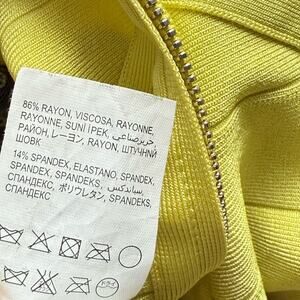 86% RAYON, VISCOSA, RAYONNE,
RAYONNE, SUNİ İPEK, حرير صناعي,
РАЙОН, レーヨン, RAYON, ШТУЧНИЙ
ШОВК
14% SPANDEX, ELASTANO, SPANDEX,
SPANDEX, SPANDEKS, سباندكس,
СПАНДЕКС, ポリウレタン, SPANDEKS,
СПАНДЕКС